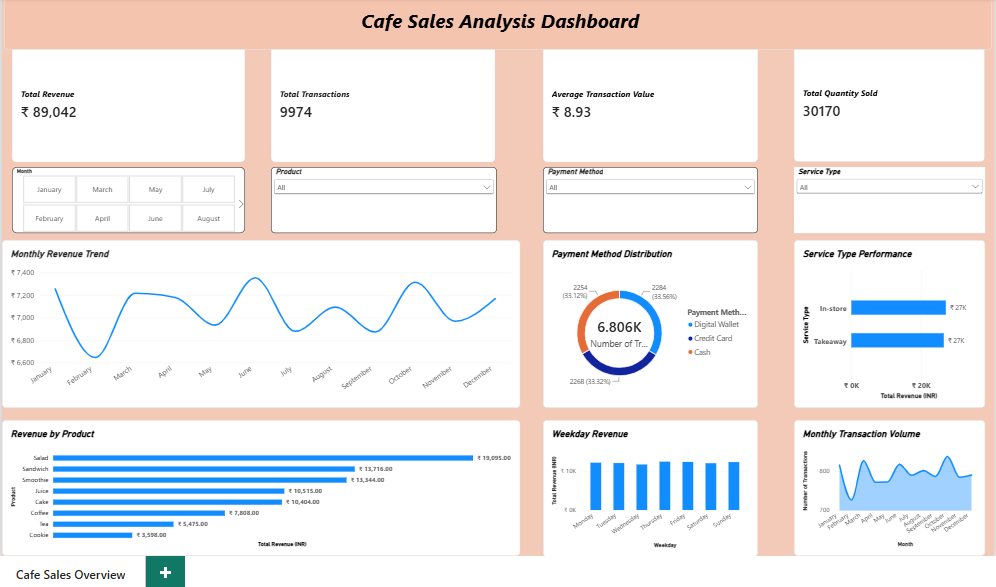 Cafe Sales Analysis Dashboard
Total Revenue
₹ 89,042
Total Transactions
9974
Average Transaction Value
₹ 8.93
Total Quantity Sold
30170
Month
January
March
May
July
February
April
June
August
Product
All
Payment Method
All
Service Type
All
Monthly Revenue Trend
₹ 7,400
₹ 7,200
₹ 7,000
₹ 6,800
₹ 6,600
January
February
March
April
May
June
July
August
September
October
November
December
Payment Method Distribution
2254
(33.12%)
2284
(33.56%)
6.806K
Number of Tr...
2268 (33.32%)
Payment Meth...
Digital Wallet
Credit Card
Cash
Service Type Performance
Service Type
In-store
₹ 27K
Takeaway
₹ 27K
₹ 0K
₹ 20K
Total Revenue (INR)
Revenue by Product
Product
Salad
₹ 19,095.00
Sandwich
₹ 13,716.00
Smoothie
₹ 13,344.00
Juice
₹ 10,515.00
Cake
₹ 10,404.00
Coffee
₹ 7,808.00
Tea
₹ 5,475.00
Cookie
₹ 3,598.00
Total Revenue (INR)
Weekday Revenue
Total Revenue (INR)
₹ 10K
₹ 0K
Monday
Tuesday
Wednesday
Thursday
Friday
Saturday
Sunday
Weekday
Monthly Transaction Volume
Number of Transactions
800
700
January
February
March
April
May
June
July
August
September
October
November
December
Month
Cafe Sales Overview
+